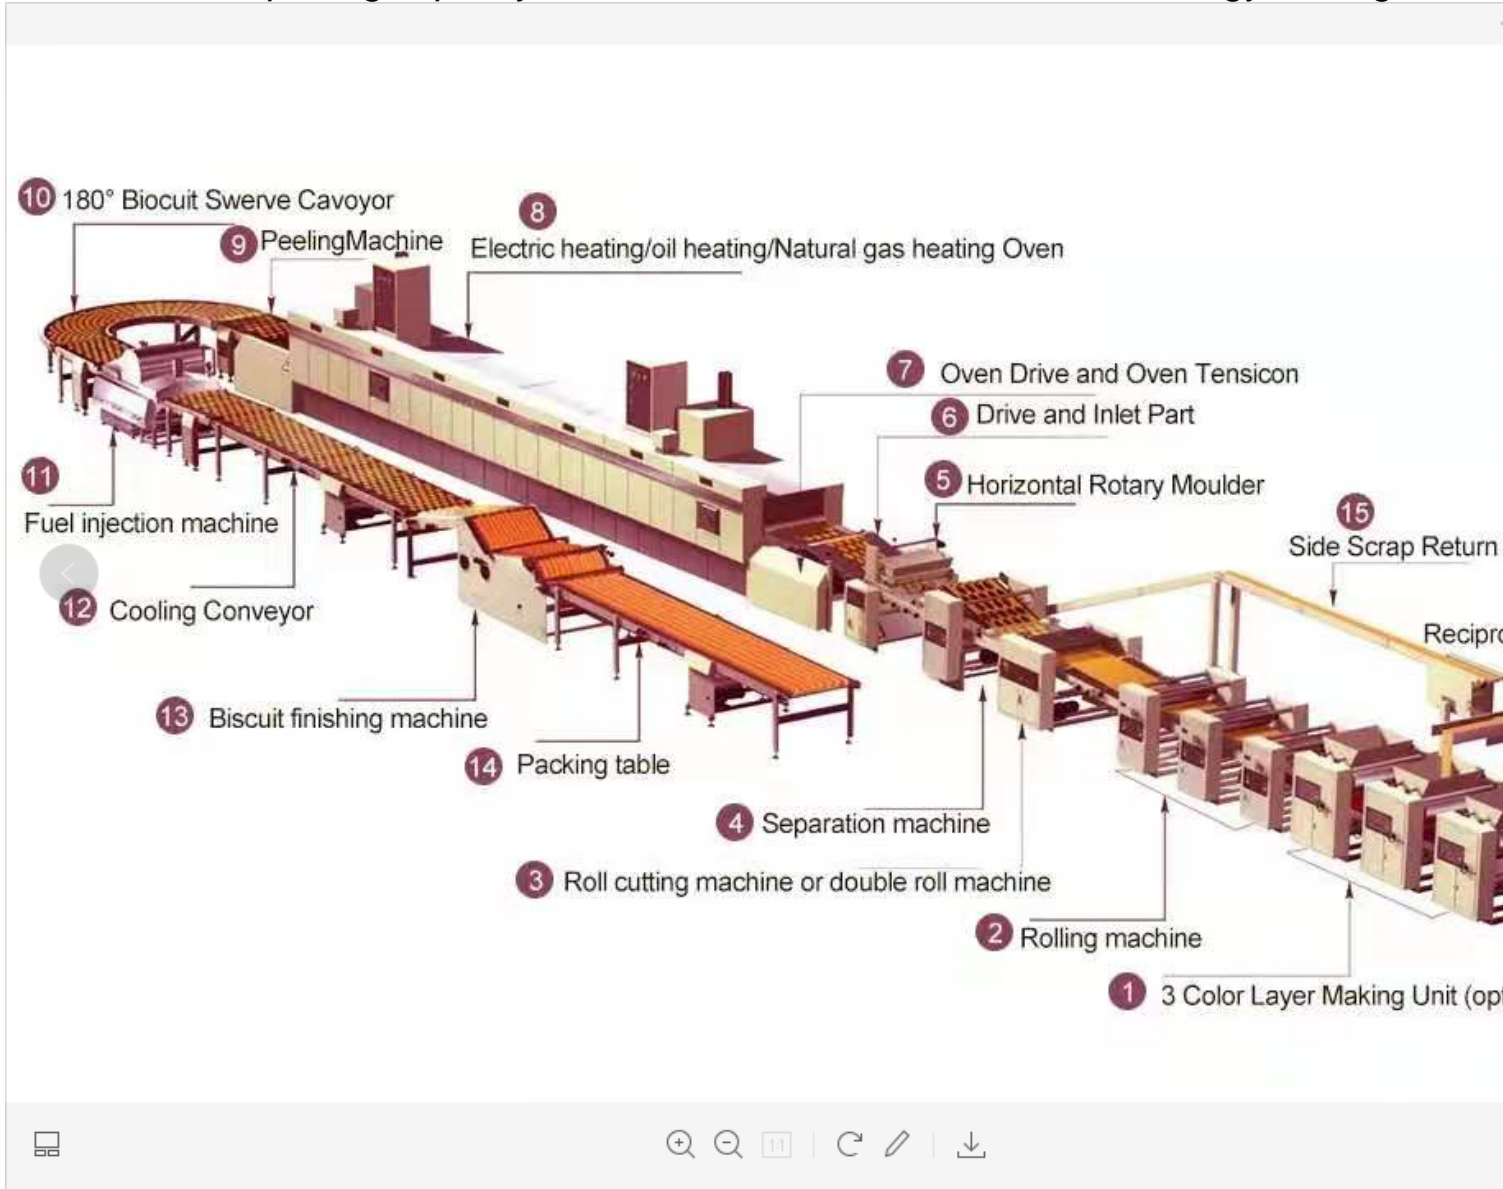 10 180° Biocuit Swerve Cavoyor
9 PeelingMachine
8
Electric heating/oil heating/Natural gas heating Oven
7 Oven Drive and Oven Tensicon
6 Drive and Inlet Part
5 Horizontal Rotary Moulder
15
Side Scrap Return
11
Fuel injection machine
12 Cooling Conveyor
13 Biscuit finishing machine
14 Packing table
4 Separation machine
3 Roll cutting machine or double roll machine
2 Rolling machine
1 3 Color Layer Making Unit
1:1